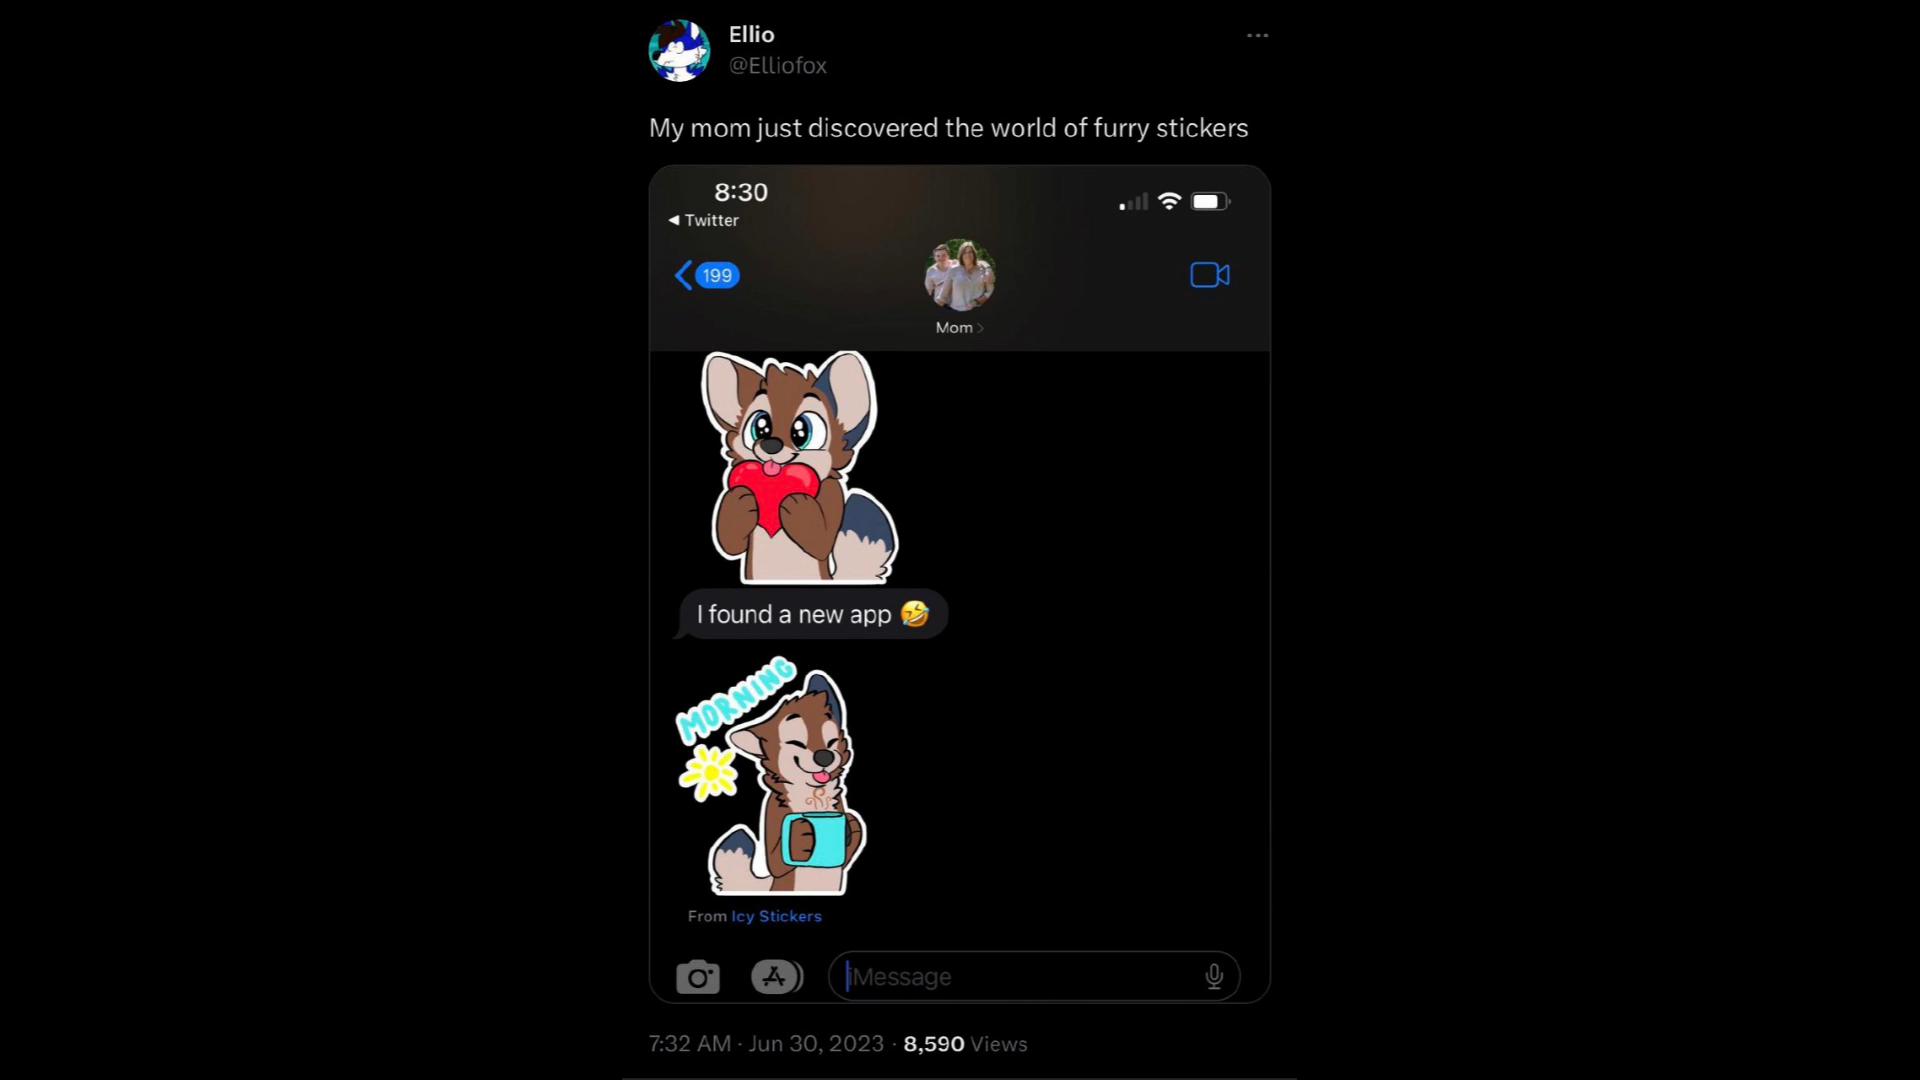 Ellio
@Elliofox
My mom just discovered the world of furry stickers
8:30
Twitter
199
Mom
I found a new app 🤣
MORNING
From Icy Stickers
iMessage
7:32 AM · Jun 30, 2023 · 8,590 Views